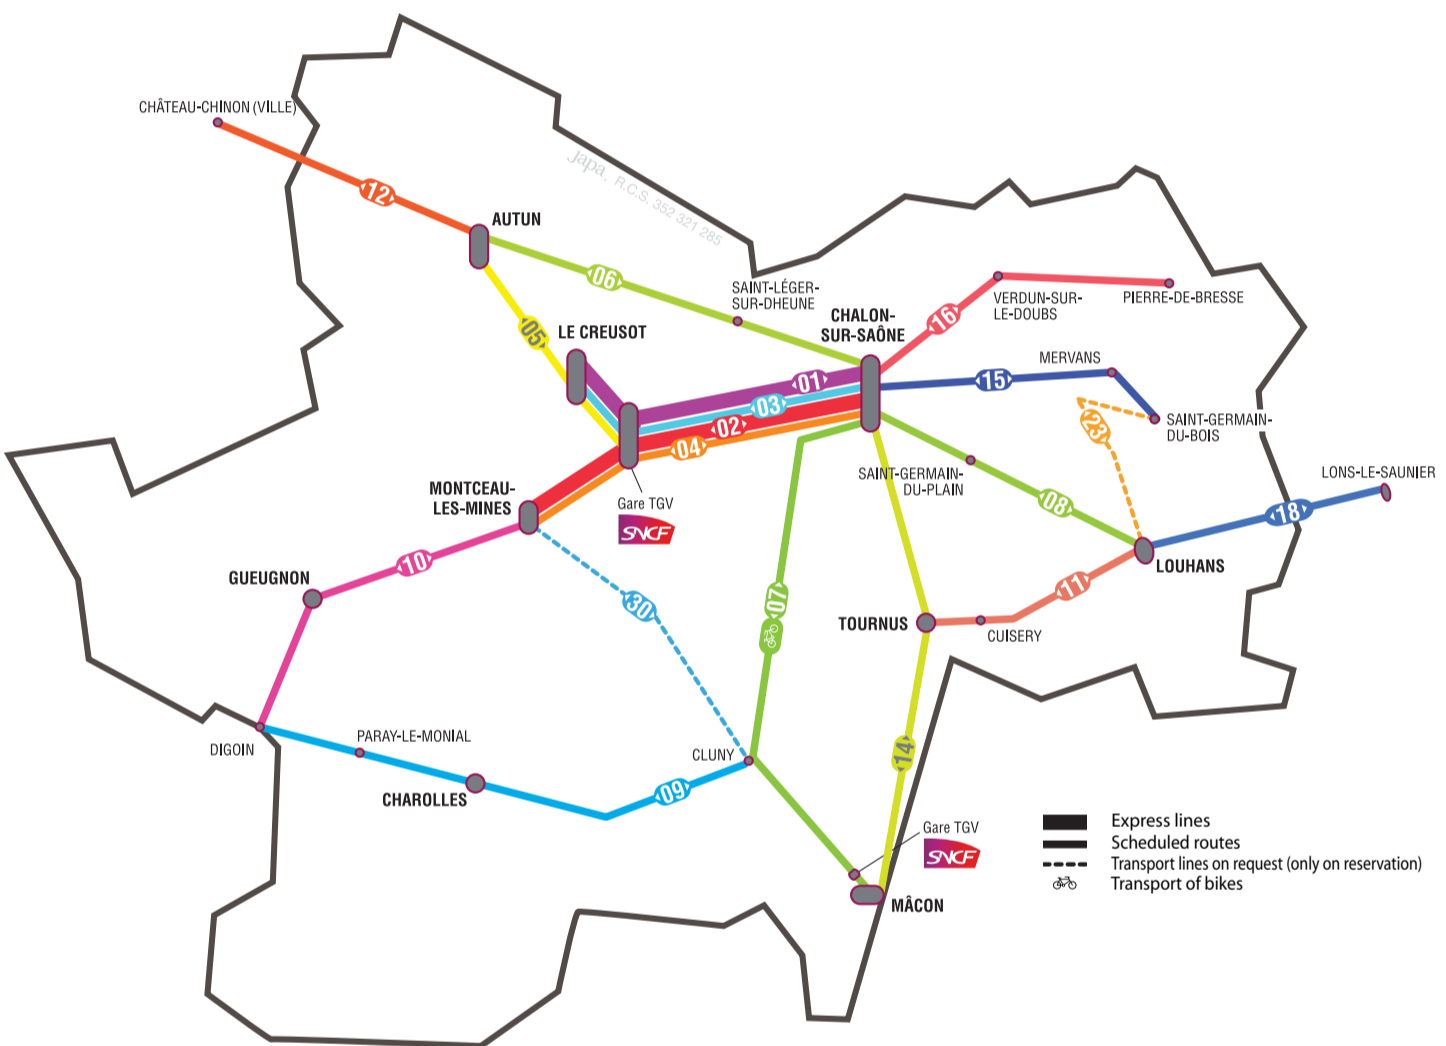 CHÂTEAU-CHINON (VILLE)
Japa. R.C.S. 352 321 285
12
AUTUN
06
SAINT-LÉGER-
SUR-DHEUNE
05
LE CREUSOT
CHALON-
SUR-SAÔNE
16
VERDUN-SUR-
LE-DOUBS
PIERRE-DE-BRESSE
01
03
02
04
15
MERVANS
23
SAINT-GERMAIN-
DU-BOIS
SAINT-GERMAIN-
DU-PLAIN
08
LONS-LE-SAUNIER
18
MONTCEAU-
LES-MINES
Gare TGV
SNCF
10
GUEUGNON
30
07
LOUHANS
11
TOURNUS
CUISERY
DIGOIN
PARAY-LE-MONIAL
CHAROLLES
09
CLUNY
14
Gare TGV
SNCF
MÂCON
Express lines
Scheduled routes
Transport lines on request (only on reservation)
Transport of bikes